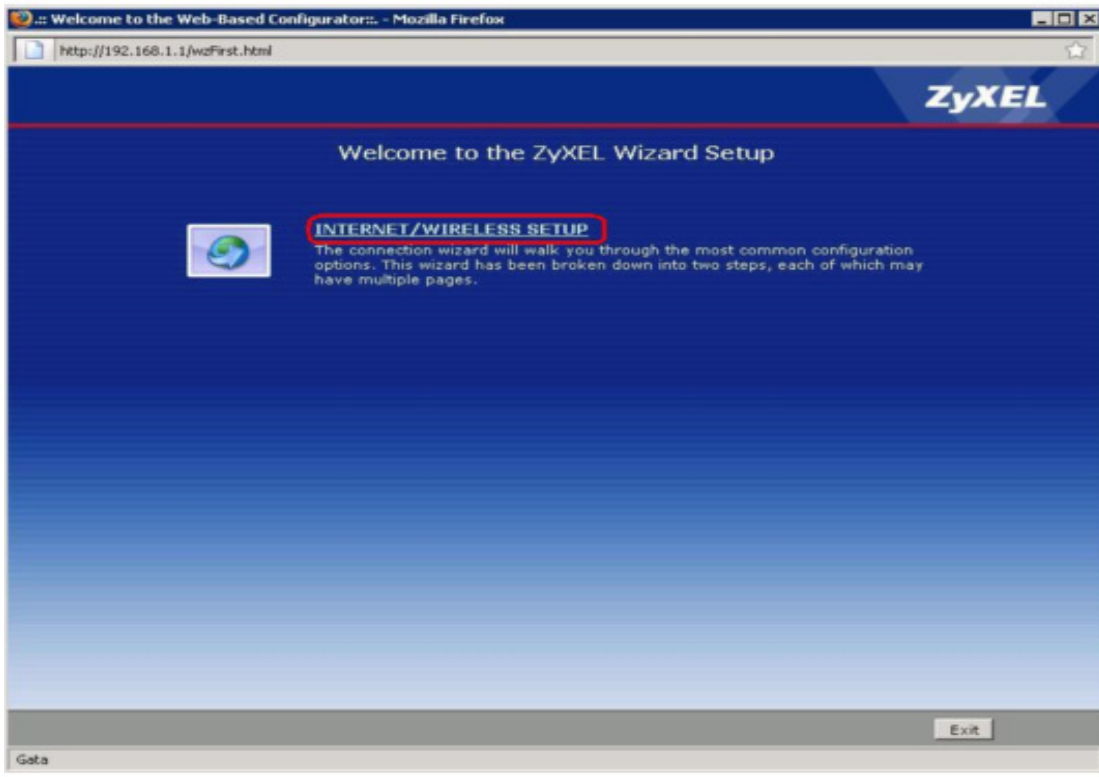 .:: Welcome to the Web-Based Configurator::. - Mozilla Firefox
http://192.168.1.1/wzFirst.html
ZyXEL
Welcome to the ZyXEL Wizard Setup
INTERNET/WIRELESS SETUP
The connection wizard will walk you through the most common configuration
options. This wizard has been broken down into two steps, each of which may
have multiple pages.
Exit
Gata